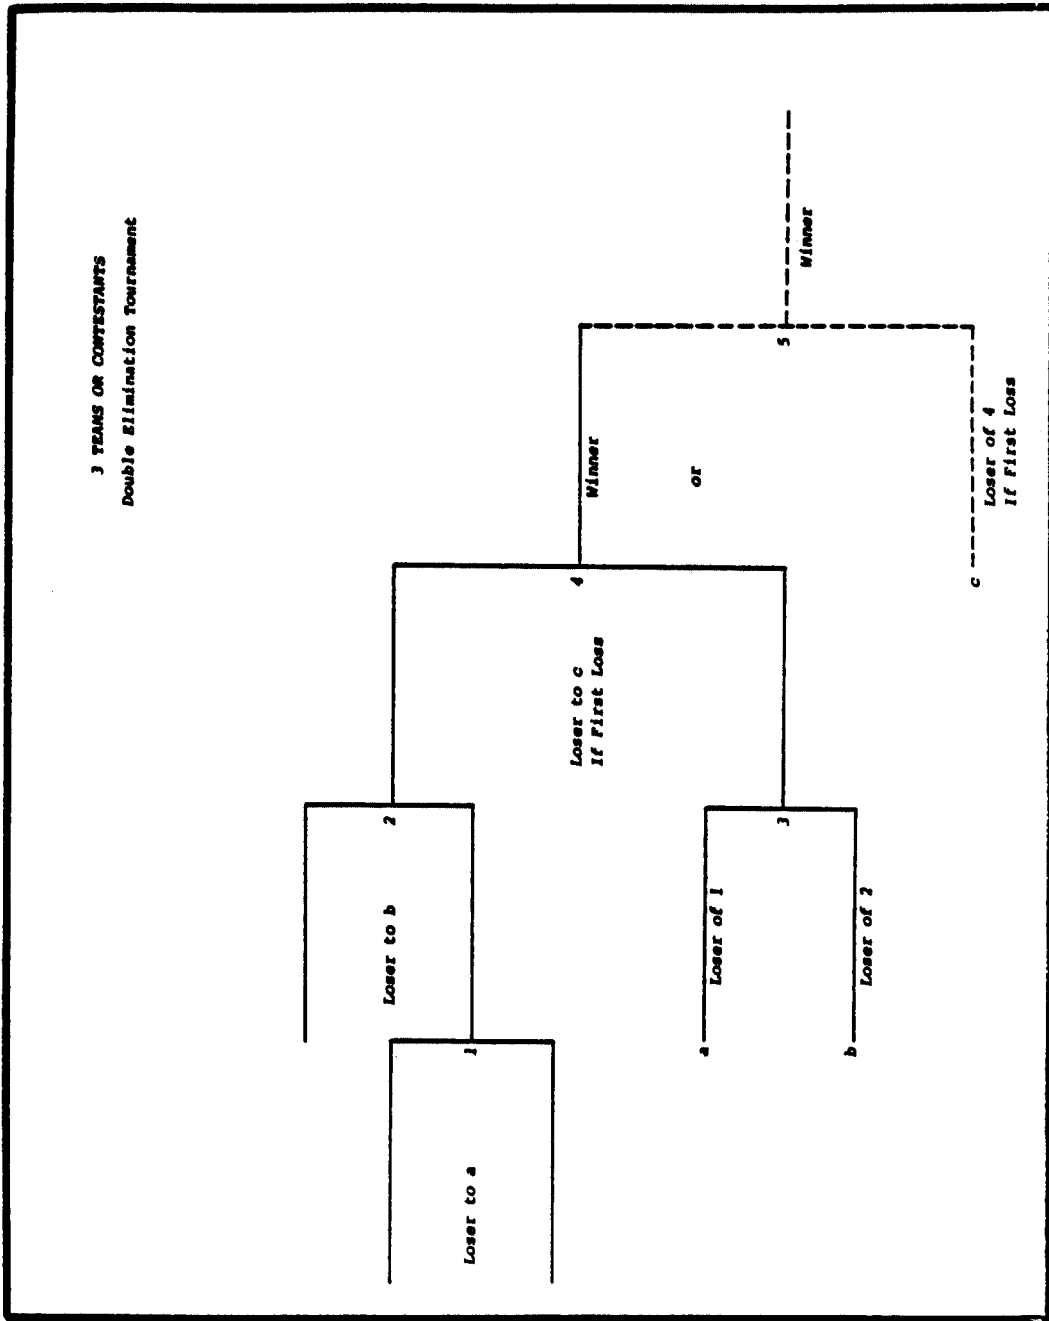 3 TEAMS OR CONTESTANTS
Double Elimination Tournament
Loser to a
1
Loser to b
2
a
Loser of 1
b
Loser of 2
3
Loser to c
If First Loss
4
Winner
or
c
Loser of 4
If First Loss
5
Winner